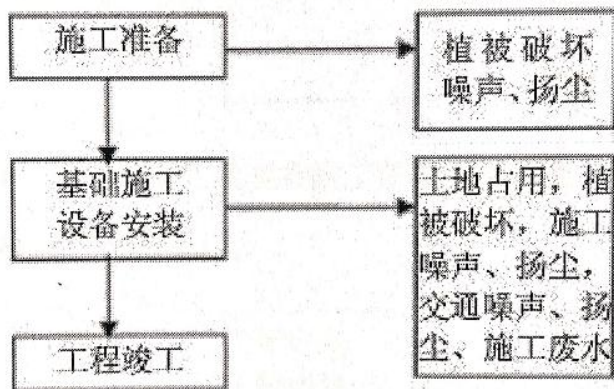 施工准备
植被破坏
噪声、扬尘
基础施工
设备安装
土地占用，植
被破坏，施工
噪声、扬尘，
交通噪声、扬
尘、施工废水
工程竣工